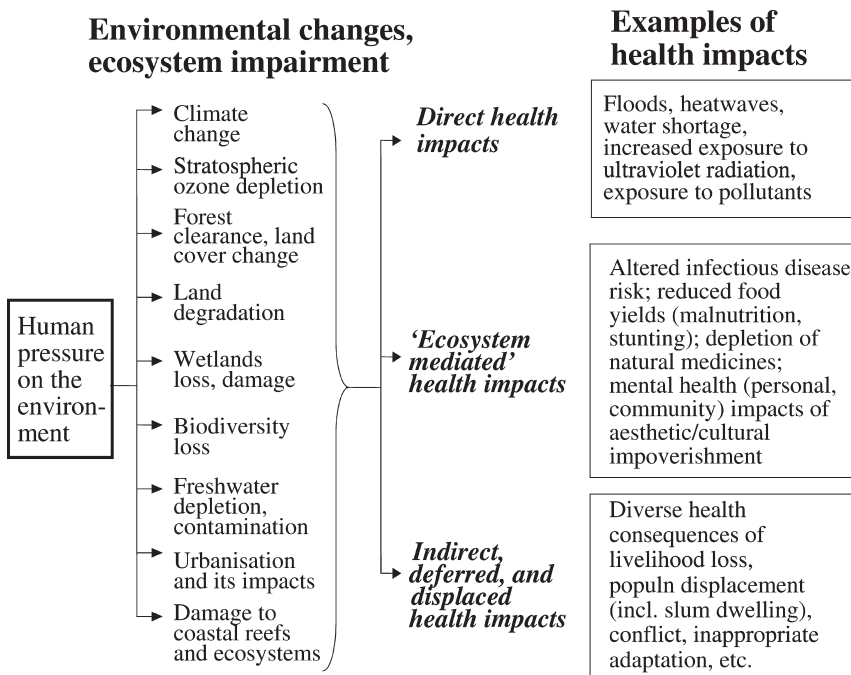 Environmental changes,
ecosystem impairment
Examples of
health impacts
Human
pressure
on the
environ-
ment
Climate
change
Stratospheric
ozone depletion
Forest
clearance, land
cover change
Land
degradation
Wetlands
loss, damage
Biodiversity
loss
Freshwater
depletion,
contamination
Urbanisation
and its impacts
Damage to
coastal reefs
and ecosystems
Direct health
impacts
Floods, heatwaves,
water shortage,
increased exposure to
ultraviolet radiation,
exposure to pollutants
‘Ecosystem
mediated’
health impacts
Altered infectious disease
risk; reduced food
yields (malnutrition,
stunting); depletion of
natural medicines;
mental health (personal,
community) impacts of
aesthetic/cultural
impoverishment
Indirect,
deferred, and
displaced
health impacts
Diverse health
consequences of
livelihood loss,
populn displacement
(incl. slum dwelling),
conflict, inappropriate
adaptation, etc.